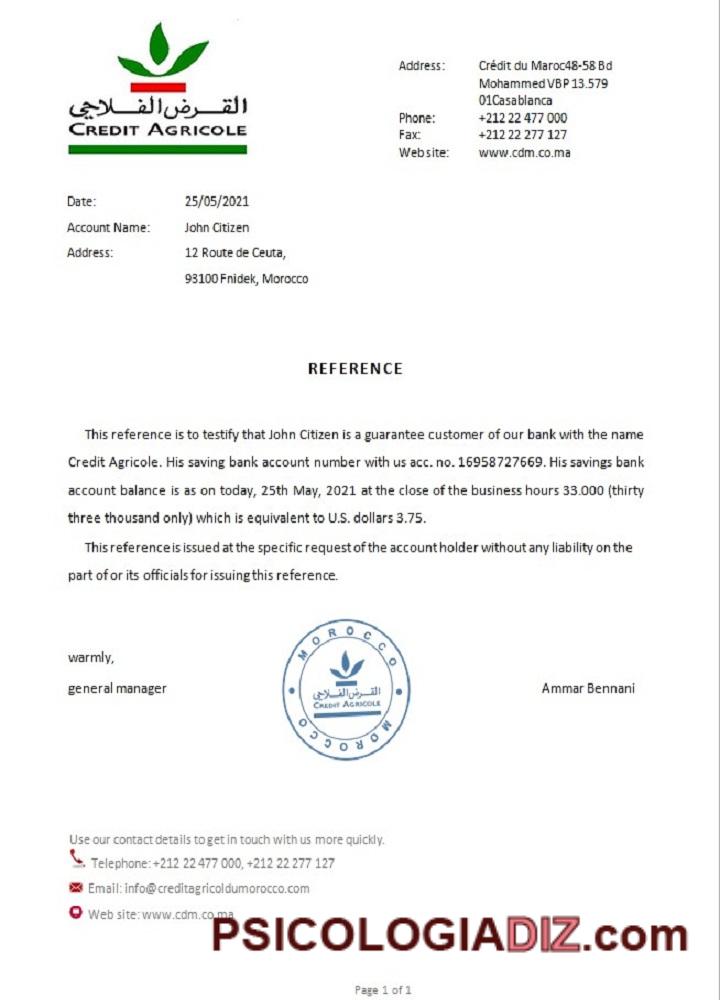 القرض الفلاحي
CREDIT AGRICOLE
Address: Crédit du Maroc48-58 Bd
Mohammed VBP 13.579
01Casablanca
Phone: +212 22 477 000
Fax: +212 22 277 127
Website: www.cdm.co.ma
Date: 25/05/2021
Account Name: John Citizen
Address: 12 Route de Ceuta,
93100 Fnidek, Morocco
REFERENCE
This reference is to testify that John Citizen is a guarantee customer of our bank with the name
Credit Agricole. His saving bank account number with us acc. no. 16958727669. His savings bank
account balance is as on today, 25th May, 2021 at the close of the business hours 33.000 (thirty
three thousand only) which is equivalent to U.S. dollars 3.75.
This reference is issued at the specific request of the account holder without any liability on the
part of or its officials for issuing this reference.
warmly,
general manager
MOROCCO
القرض الفلاحي
CREDIT AGRICOLE
MOROCCO
Ammar Bennani
Use our contact details to get in touch with us more quickly.
Telephone: +212 22 477 000, +212 22 277 127
Email: info@creditagricoldumorocco.com
Web site: www.cdm.co.ma
PSICOLOGIADIZ.com
Page 1 of 1